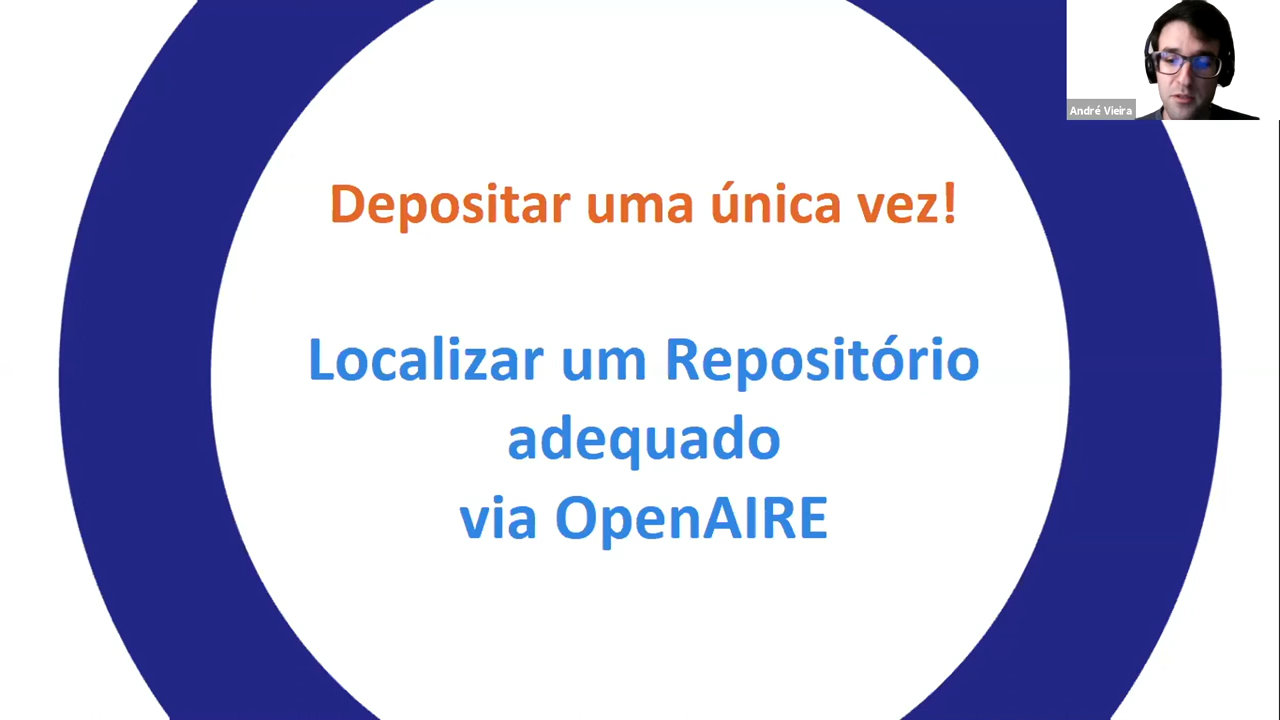 André Vieira
Depositar uma única vez!
Localizar um Repositório
adequado
via OpenAIRE